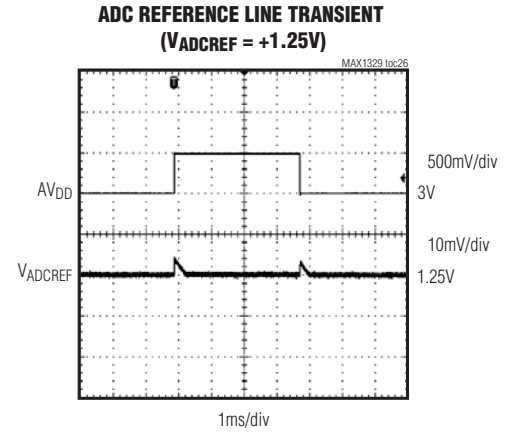 ADC REFERENCE LINE TRANSIENT
(VADCREF = +1.25V)
MAX1329 toc26
T
500mV/div
AVDD
3V
10mV/div
VADCREF
1.25V
1ms/div